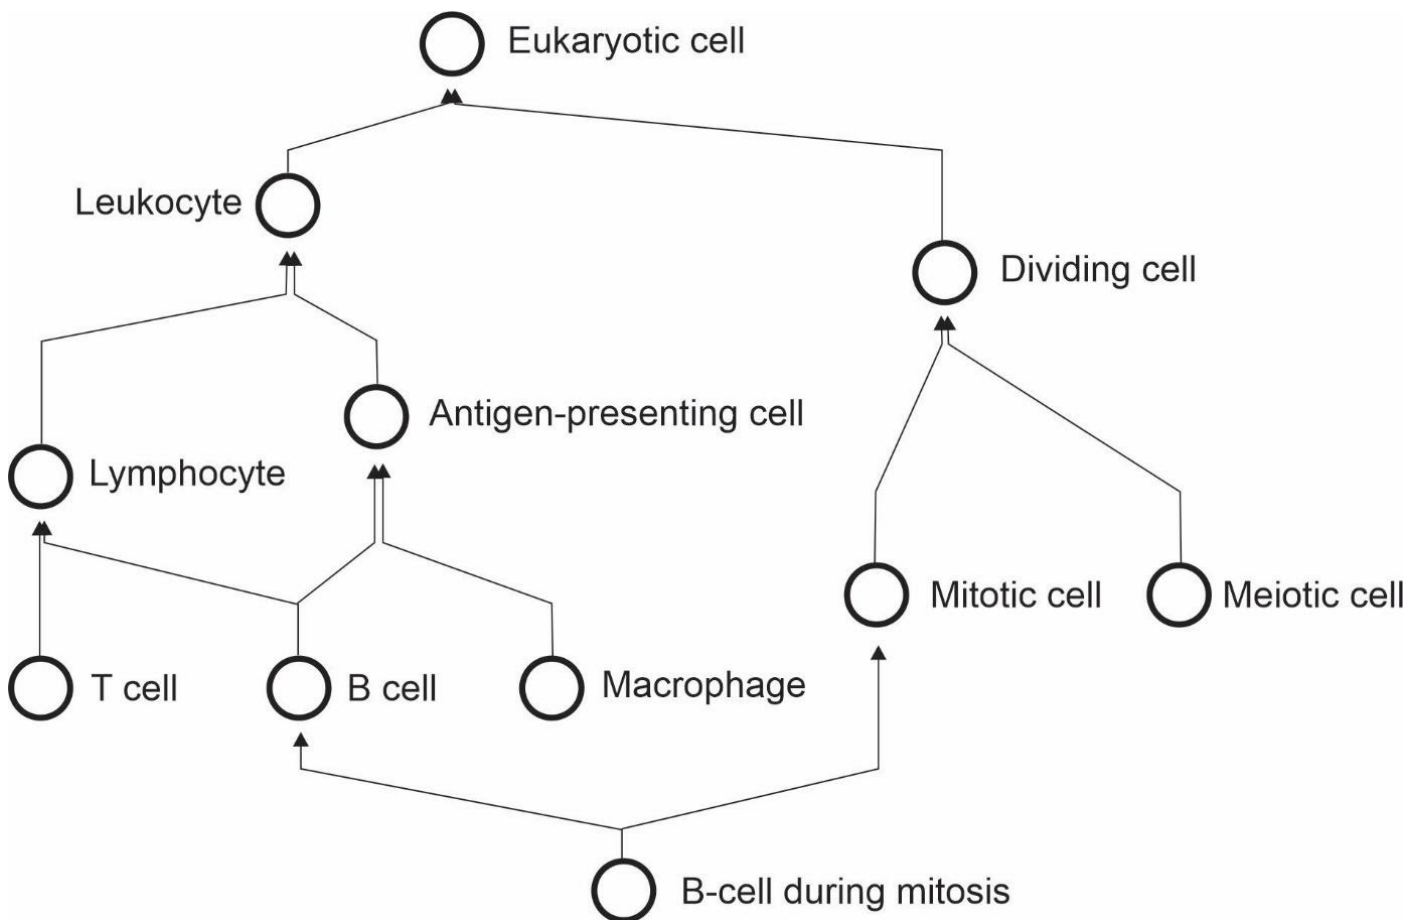 Eukaryotic cell
Leukocyte
Dividing cell
Antigen-presenting cell
Lymphocyte
Mitotic cell
Meiotic cell
T cell
B cell
Macrophage
B-cell during mitosis